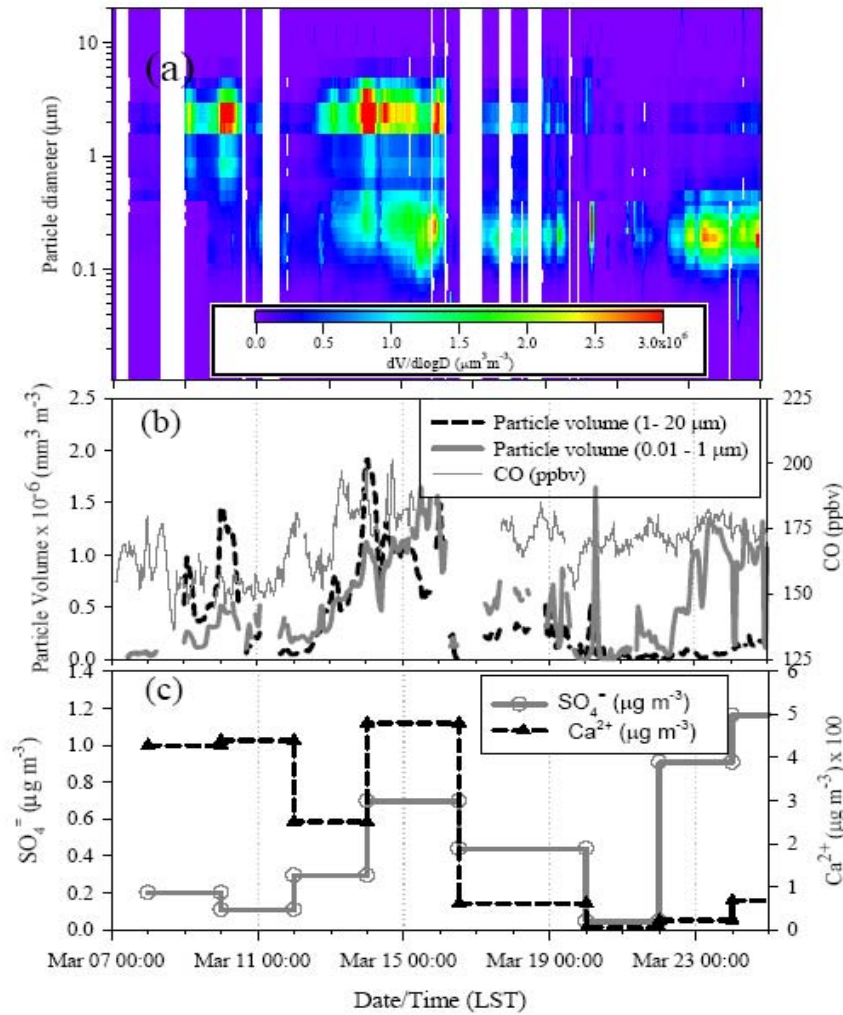 (a)
10
1
0.1
Particle diameter (μm)
0.0 0.5 1.0 1.5 2.0 2.5 3.0x10⁶
dV/dlogD (μm³m⁻³)
2.5 225
(b)
Particle volume (1- 20 μm)
Particle volume (0.01 - 1 μm)
CO (ppbv)
2.0 200
1.5
1.0 175
0.5 150
0.0 125
Particle Volume x 10⁻⁶ (mm³ m⁻³)
CO (ppbv)
1.4 6
(c)
SO₄⁼ (μg m⁻³)
Ca²⁺ (μg m⁻³)
1.2 5
1.0 4
0.8
0.6 3
0.4 2
0.2 1
0.0 0
SO₄⁼ (μg m⁻³)
Ca²⁺ (μg m⁻³) x 100
Mar 07 00:00 Mar 11 00:00 Mar 15 00:00 Mar 19 00:00 Mar 23 00:00
Date/Time (LST)